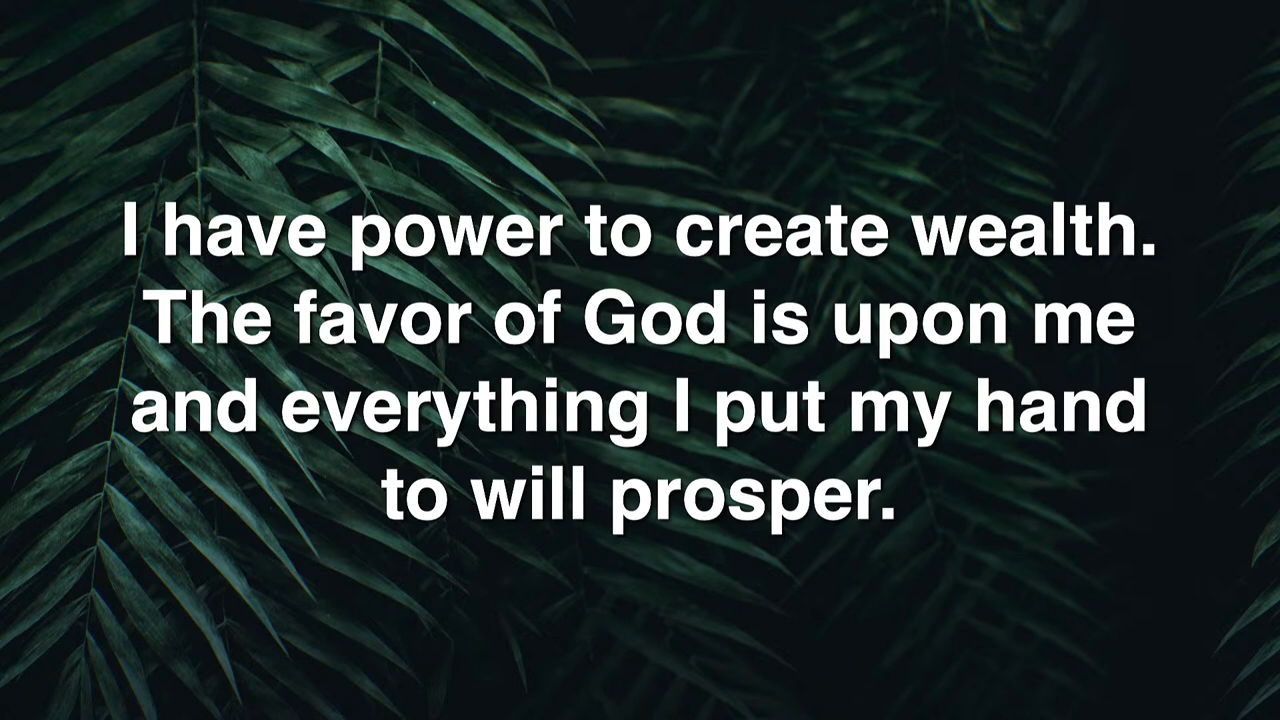 I have power to create wealth.
The favor of God is upon me
and everything I put my hand
to will prosper.